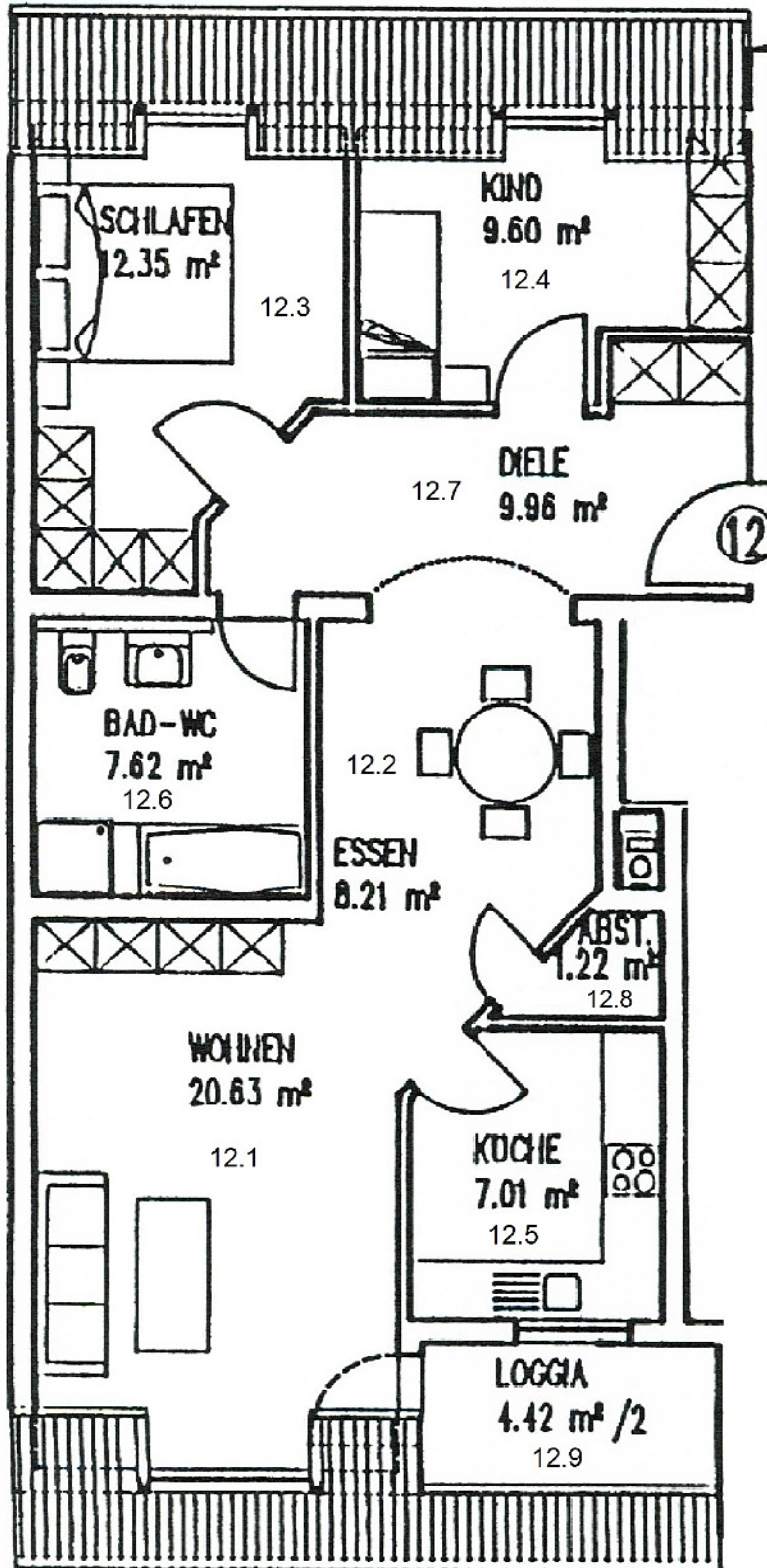 SCHLAFEN
12.35 m²
12.3
KIND
9.60 m²
12.4
DIELE
9.96 m²
12.7
12
BAD-WC
7.62 m²
12.6
12.2
ESSEN
8.21 m²
ABST.
1.22 m²
12.8
WOHNEN
20.63 m²
12.1
KÜCHE
7.01 m²
12.5
LOGGIA
4.42 m² /2
12.9